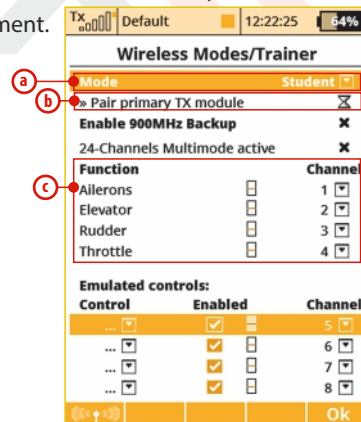 ment.
Tx Default 12:22:25 64%
Wireless Modes/Trainer
a
Mode Student
b
» Pair primary TX module
Enable 900MHz Backup ×
24-Channels Multimode active ×
c
Function Channel
Ailerons 1
Elevator 2
Rudder 3
Throttle 4
Emulated controls:
Control Enabled Channel
... 5
... 6
... 7
... 8
Ok